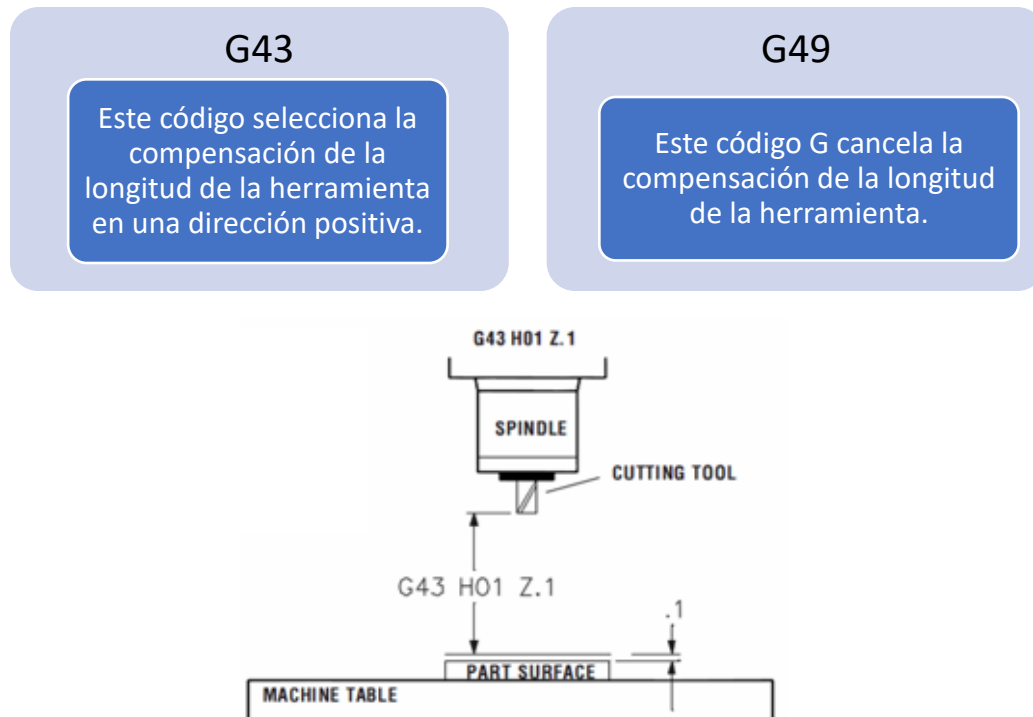 G43
Este código selecciona la
compensación de la
longitud de la herramienta
en una dirección positiva.
G49
Este código G cancela la
compensación de la longitud
de la herramienta.
G43 H01 Z.1
SPINDLE
CUTTING TOOL
G43 H01 Z.1
.1
PART SURFACE
MACHINE TABLE